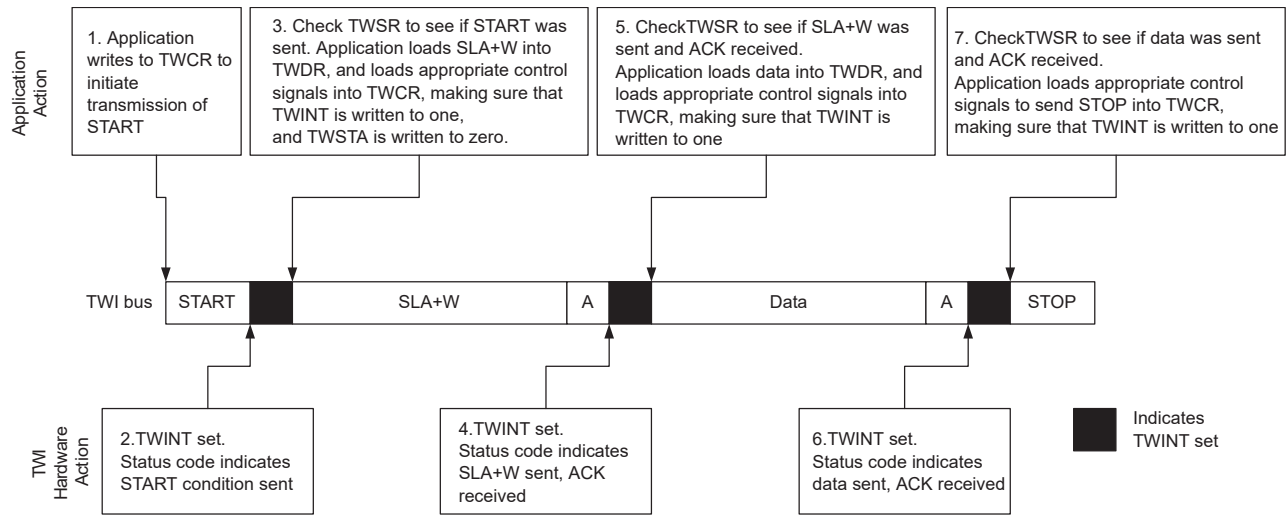 Application
Action
1. Application
writes to TWCR to
initiate
transmission of
START
3. Check TWSR to see if START was
sent. Application loads SLA+W into
TWDR, and loads appropriate control
signals into TWCR, making sure that
TWINT is written to one,
and TWSTA is written to zero.
5. CheckTWSR to see if SLA+W was
sent and ACK received.
Application loads data into TWDR, and
loads appropriate control signals into
TWCR, making sure that TWINT is
written to one
7. CheckTWSR to see if data was sent
and ACK received.
Application loads appropriate control
signals to send STOP into TWCR,
making sure that TWINT is written to one
TWI bus
START
SLA+W
A
Data
A
STOP
TWI
Hardware
Action
2.TWINT set.
Status code indicates
START condition sent
4.TWINT set.
Status code indicates
SLA+W sent, ACK
received
6.TWINT set.
Status code indicates
data sent, ACK received
Indicates
TWINT set